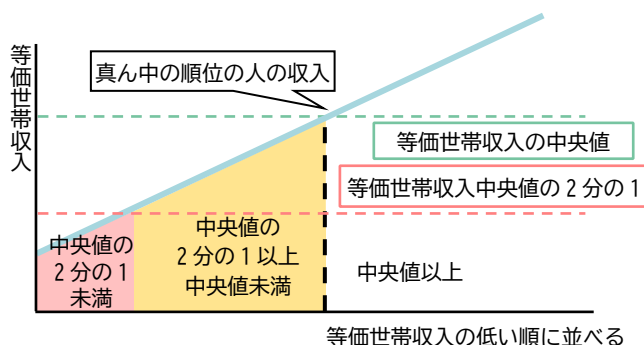 等価世帯収入
真ん中の順位の人の収入
等価世帯収入の中央値
等価世帯収入中央値の2分の1
中央値の
2分の1
未満
中央値の
2分の1以上
中央値未満
中央値以上
等価世帯収入の低い順に並べる